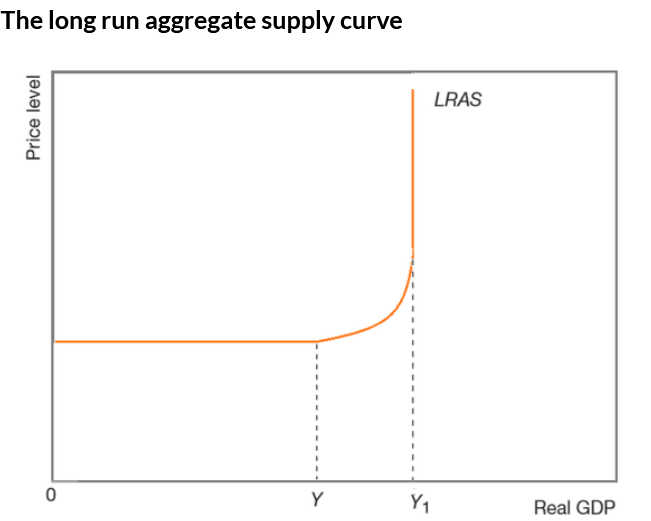 The long run aggregate supply curve
Price level
LRAS
0
Y
Y₁
Real GDP